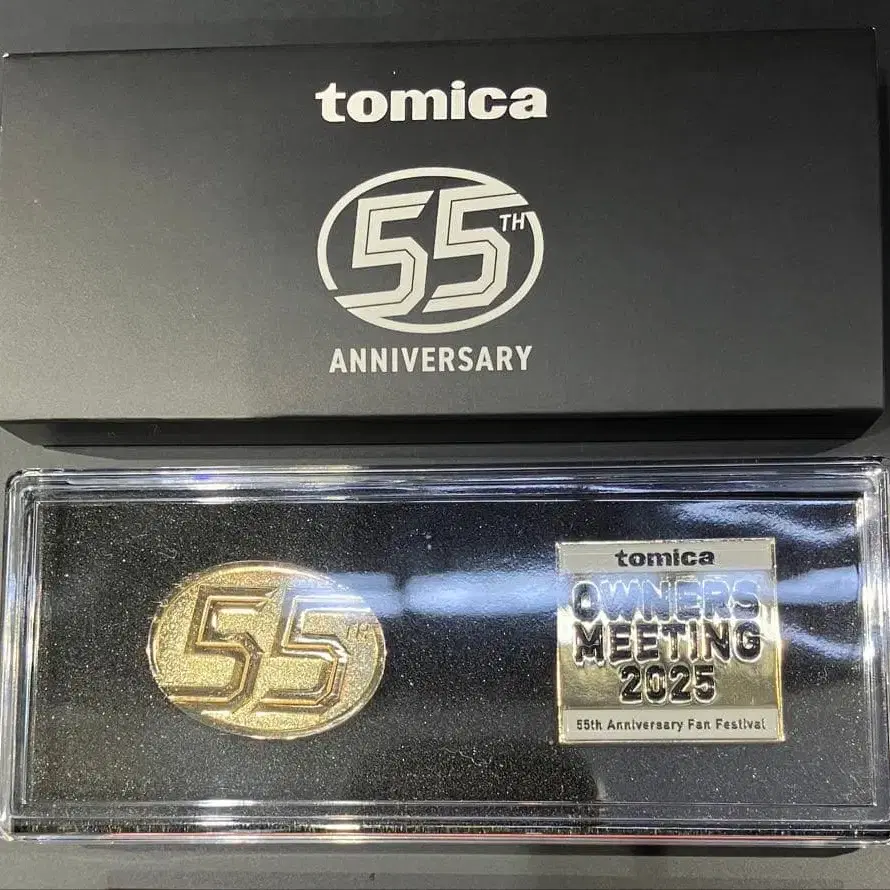 tomica
55TH
ANNIVERSARY
55TH
tomica
OWNERS
MEETING
2025
55th Anniversary Fan Festival